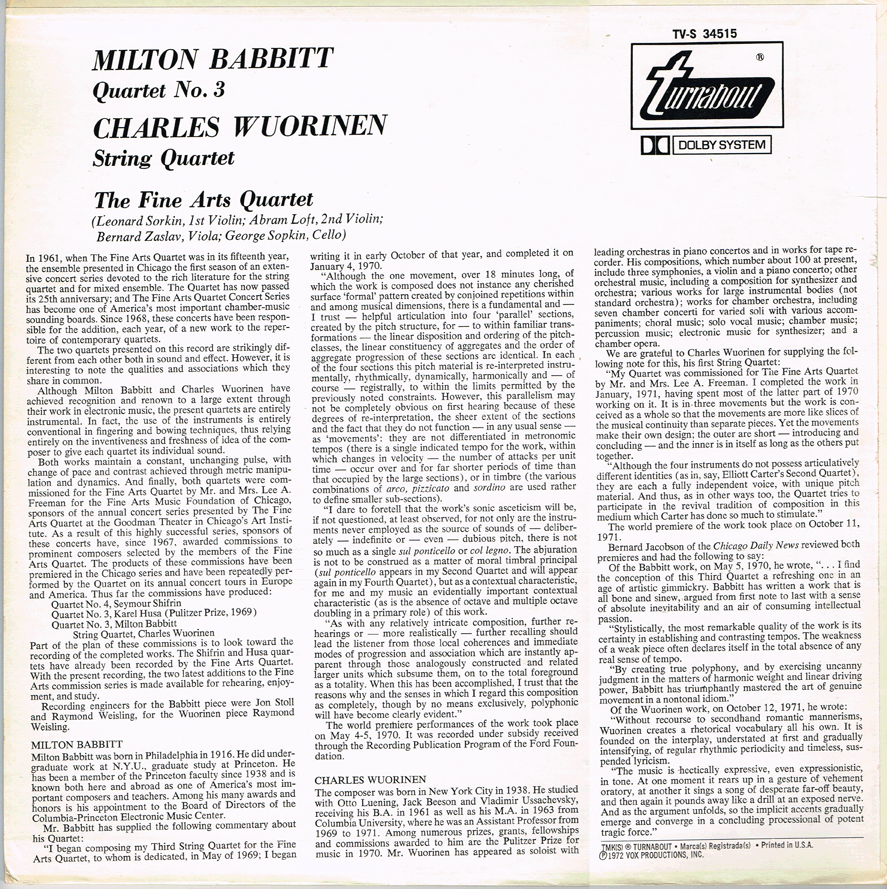 TV-S 34515
MILTON BABBITT
Quartet No. 3
CHARLES WUORINEN
String Quartet
The Fine Arts Quartet
(Leonard Sorkin, 1st Violin; Abram Loft, 2nd Violin;
Bernard Zaslav, Viola; George Sopkin, Cello)
turnabout ®
DOLBY SYSTEM
In 1961, when The Fine Arts Quartet was in its fifteenth year,
the ensemble presented in Chicago the first season of an exten-
sive concert series devoted to the rich literature for the string
quartet and for mixed ensemble. The Quartet has now passed
its 25th anniversary; and The Fine Arts Quartet Concert Series
has become one of America's most important chamber-music
sounding boards. Since 1968, these concerts have been respon-
sible for the addition, each year, of a new work to the reper-
toire of contemporary quartets.
The two quartets presented on this record are strikingly dif-
ferent from each other both in sound and effect. However, it is
interesting to note the qualities and associations which they
share in common.
Although Milton Babbitt and Charles Wuorinen have
achieved recognition and renown to a large extent through
their work in electronic music, the present quartets are entirely
instrumental. In fact, the use of the instruments is entirely
conventional in fingering and bowing techniques, thus relying
entirely on the inventiveness and freshness of idea of the com-
poser to give each quartet its individual sound.
Both works maintain a constant, unchanging pulse, with
change of pace and contrast achieved through metric manipu-
lation and dynamics. And finally, both quartets were com-
missioned for the Fine Arts Quartet by Mr. and Mrs. Lee A.
Freeman for the Fine Arts Music Foundation of Chicago,
sponsors of the annual concert series presented by The Fine
Arts Quartet at the Goodman Theater in Chicago's Art Insti-
tute. As a result of this highly successful series, sponsors of
these concerts have, since 1967, awarded commissions to
prominent composers selected by the members of the Fine
Arts Quartet. The products of these commissions have been
premiered in the Chicago series and have been repeatedly per-
formed by the Quartet on its annual concert tours in Europe
and America. Thus far the commissions have produced:
Quartet No. 4, Seymour Shifrin
Quartet No. 3, Karel Husa (Pulitzer Prize, 1969)
Quartet No. 3, Milton Babbitt
String Quartet, Charles Wuorinen
Part of the plan of these commissions is to look toward the
recording of the completed works. The Shifrin and Husa quar-
tets have already been recorded by the Fine Arts Quartet.
With the present recording, the two latest additions to the Fine
Arts commission series is made available for rehearing, enjoy-
ment, and study.
Recording engineers for the Babbitt piece were Jon Stoll
and Raymond Weisling, for the Wuorinen piece Raymond
Weisling.
MILTON BABBITT
Milton Babbitt was born in Philadelphia in 1916. He did under-
graduate work at N.Y.U., graduate study at Princeton. He
has been a member of the Princeton faculty since 1938 and is
known both here and abroad as one of America's most im-
portant composers and teachers. Among his many awards and
honors is his appointment to the Board of Directors of the
Columbia-Princeton Electronic Music Center.
Mr. Babbitt has supplied the following commentary about
his Quartet:
"I began composing my Third String Quartet for the Fine
Arts Quartet, to whom is dedicated, in May of 1969; I began
writing it in early October of that year, and completed it on
January 4, 1970.
"Although the one movement, over 18 minutes long, of
which the work is composed does not instance any cherished
surface 'formal' pattern created by conjoined repetitions within
and among musical dimensions, there is a fundamental and —
I trust — helpful articulation into four 'parallel' sections,
created by the pitch structure, for — to within familiar trans-
formations — the linear disposition and ordering of the pitch-
classes, the linear constituency of aggregates and the order of
aggregate progression of these sections are identical. In each
of the four sections this pitch material is re-interpreted instru-
mentally, rhythmically, dynamically, harmonically and — of
course — registrally, to within the limits permitted by the
previously noted constraints. However, this parallelism may
not be completely obvious on first hearing because of these
degrees of re-interpretation, the sheer extent of the sections
and the fact that they do not function — in any usual sense —
as 'movements': they are not differentiated in metronomic
tempos (there is a single indicated tempo for the work, within
which changes in velocity — the number of attacks per unit
time — occur over and for far shorter periods of time than
that occupied by the large sections), or in timbre (the various
combinations of arco, pizzicato and sordino are used rather
to define smaller sub-sections).
"I dare to foretell that the work's sonic asceticism will be,
if not questioned, at least observed, for not only are the instru-
ments never employed as the source of sounds of — deliber-
ately — indefinite or — even — dubious pitch, there is not
so much as a single sul ponticello or col legno. The abjuration
is not to be construed as a matter of moral timbral principal
(sul ponticello appears in my Second Quartet and will appear
again in my Fourth Quartet), but as a contextual characteristic,
for me and my music an evidentially important contextual
characteristic (as is the absence of octave and multiple octave
doubling in a primary role) of this work.
"As with any relatively intricate composition, further re-
hearings or — more realistically — further recalling should
lead the listener from those local coherences and immediate
modes of progression and association which are instantly ap-
parent through those analogously constructed and related
larger units which subsume them, on to the total foreground
as a totality. When this has been accomplished, I trust that the
reasons why and the senses in which I regard this composition
as completely, though by no means exclusively, polyphonic
will have become clearly evident."
The world premiere performances of the work took place
on May 4-5, 1970. It was recorded under subsidy received
through the Recording Publication Program of the Ford Foun-
dation.
CHARLES WUORINEN
The composer was born in New York City in 1938. He studied
with Otto Luening, Jack Beeson and Vladimir Ussachevsky,
receiving his B.A. in 1961 as well as his M.A. in 1963 from
Columbia University, where he was an Assistant Professor from
1969 to 1971. Among numerous prizes, grants, fellowships
and commissions awarded to him are the Pulitzer Prize for
music in 1970. Mr. Wuorinen has appeared as soloist with
leading orchestras in piano concertos and in works for tape re-
corder. His compositions, which number about 100 at present,
include three symphonies, a violin and a piano concerto; other
orchestral music, including a composition for synthesizer and
orchestra; various works for large instrumental bodies (not
standard orchestra); works for chamber orchestra, including
seven chamber concerti for varied soli with various accom-
paniments; choral music; solo vocal music; chamber music;
percussion music; electronic music for synthesizer; and a
chamber opera.
We are grateful to Charles Wuorinen for supplying the fol-
lowing note for this, his first String Quartet:
"My Quartet was commissioned for The Fine Arts Quartet
by Mr. and Mrs. Lee A. Freeman. I completed the work in
January, 1971, having spent most of the latter part of 1970
working on it. It is in three movements but the work is con-
ceived as a whole so that the movements are more like slices of
the musical continuity than separate pieces. Yet the movements
make their own design; the outer are short — introducing and
concluding — and the inner is in itself as long as the others put
together.
"Although the four instruments do not possess articulatively
different identities (as in, say, Elliott Carter's Second Quartet),
they are each a fully independent voice, with unique pitch
material. And thus, as in other ways too, the Quartet tries to
participate in the revival tradition of composition in this
medium which Carter has done so much to stimulate."
The world premiere of the work took place on October 11,
1971.
Bernard Jacobson of the Chicago Daily News reviewed both
premieres and had the following to say:
Of the Babbitt work, on May 5, 1970, he wrote, ". . . I find
the conception of this Third Quartet a refreshing one in an
age of artistic gimmickry. Babbitt has written a work that is
all bone and sinew, argued from first note to last with a sense
of absolute inevitability and an air of consuming intellectual
passion.
"Stylistically, the most remarkable quality of the work is its
certainty in establishing and contrasting tempos. The weakness
of a weak piece often declares itself in the total absence of any
real sense of tempo.
"By creating true polyphony, and by exercising uncanny
judgment in the matters of harmonic weight and linear driving
power, Babbitt has triumphantly mastered the art of genuine
movement in a nontonal idiom."
Of the Wuorinen work, on October 12, 1971, he wrote:
"Without recourse to secondhand romantic mannerisms,
Wuorinen creates a rhetorical vocabulary all his own. It is
founded on the interplay, understated at first and gradually
intensifying, of regular rhythmic periodicity and timeless, sus-
pended lyricism.
"The music is hectically expressive, even expressionistic,
in tone. At one moment it rears up in a gesture of vehement
oratory, at another it sings a song of desperate far-off beauty,
and then again it pounds away like a drill at an exposed nerve.
And as the argument unfolds, so the implicit accents gradually
emerge and converge in a concluding processional of potent
tragic force."
TMK(S) ® TURNABOUT • Marca(s) Registrada(s) • Printed in U.S.A.
℗1972 VOX PRODUCTIONS, INC.